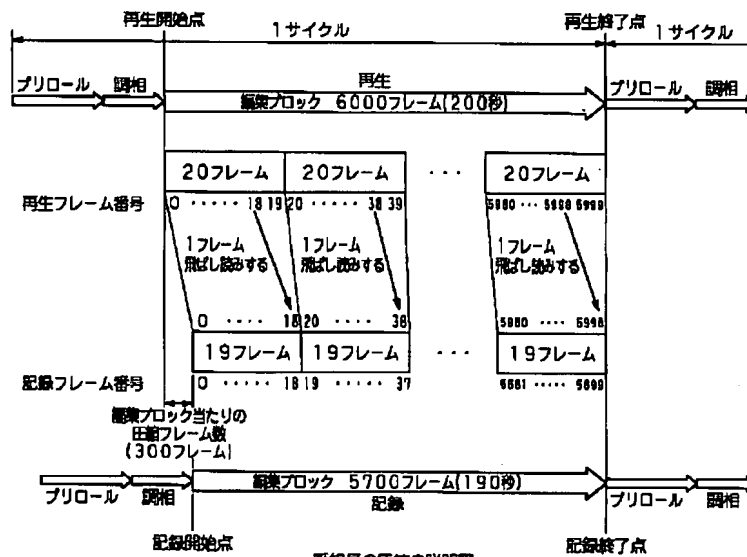 再生開始点 再生終了点
1サイクル 1サイクル
プリロール 調相 再生 プリロール 調相
編集ブロック 6000フレーム(200秒)
20フレーム 20フレーム ・・・ 20フレーム
再生フレーム番号 0 ・・・・・ 18 19 20 ・・・・・ 38 39 5980 ・・・ 5998 5999
1フレーム 1フレーム 1フレーム
飛ばし読みする 飛ばし読みする 飛ばし読みする
0 ・・・・ 18 20 ・・・・ 38 5980 ・・・・ 5998
19フレーム 19フレーム ・・・ 19フレーム
記録フレーム番号 0 ・・・・・ 18 19 ・・・・ 37 5681 ・・・・・ 5699
編集ブロック当たりの
圧縮フレーム数
(300フレーム)
編集ブロック 5700フレーム(190秒)
プリロール 調相 記録 プリロール 調相
記録開始点 記録終了点